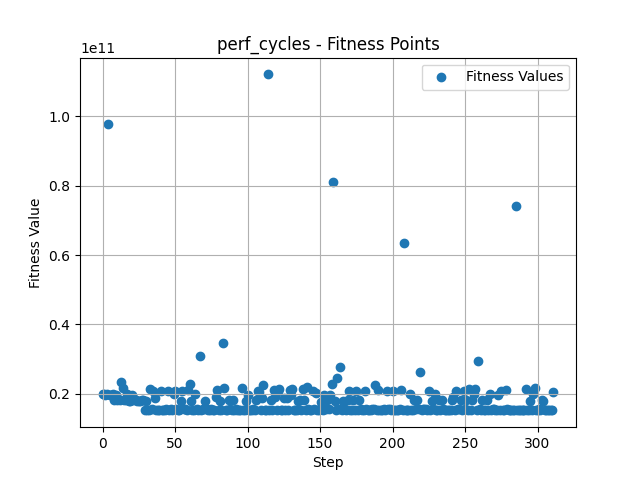 perf_cycles - Fitness Points
1e11
Fitness Values
1.0
0.8
0.6
0.4
0.2
Fitness Value
0 50 100 150 200 250 300
Step